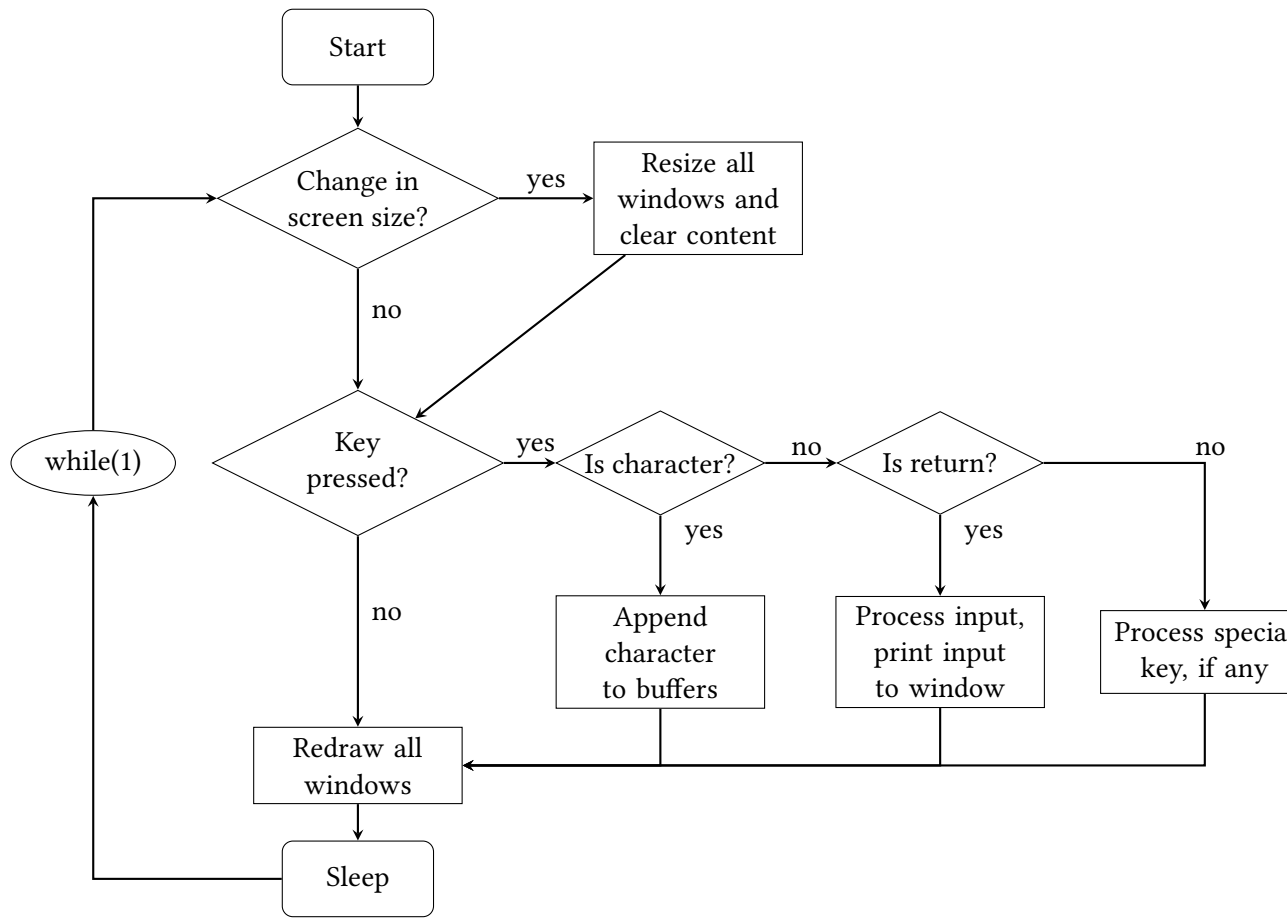 Start
Change in
screen size?
yes
Resize all
windows and
clear content
no
while(1)
Key
pressed?
yes
Is character?
no
Is return?
no
yes
yes
no
Append
character
to buffers
Process input,
print input
to window
Process specia
key, if any
Redraw all
windows
Sleep